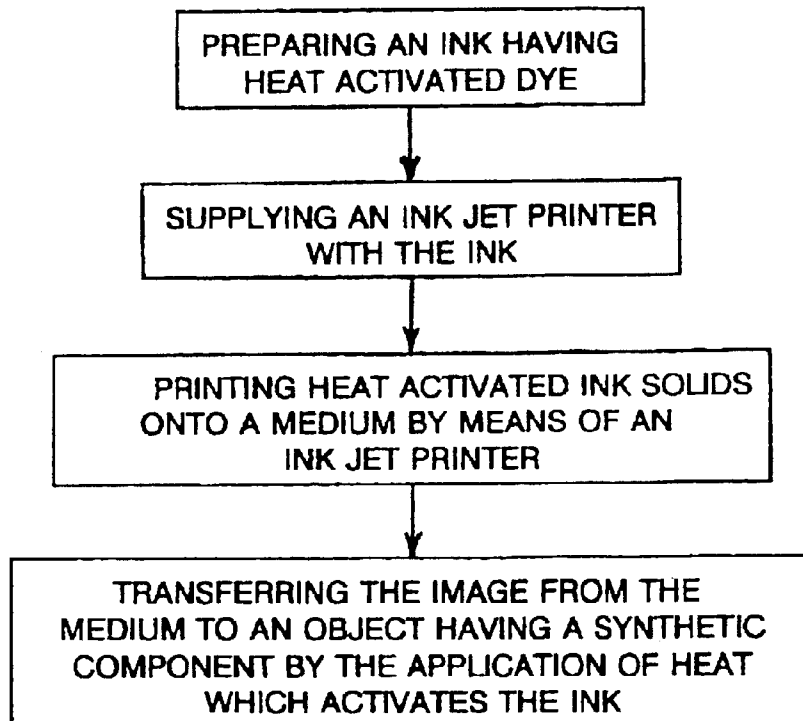 PREPARING AN INK HAVING
HEAT ACTIVATED DYE
SUPPLYING AN INK JET PRINTER
WITH THE INK
PRINTING HEAT ACTIVATED INK SOLIDS
ONTO A MEDIUM BY MEANS OF AN
INK JET PRINTER
TRANSFERRING THE IMAGE FROM THE
MEDIUM TO AN OBJECT HAVING A SYNTHETIC
COMPONENT BY THE APPLICATION OF HEAT
WHICH ACTIVATES THE INK